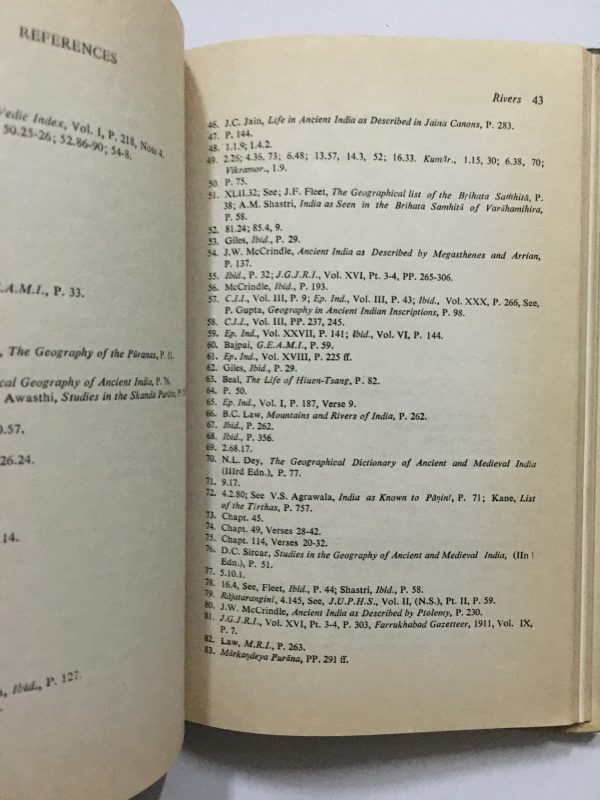 REFERENCES
Vedic Index, Vol. I, P. 218, Note 4.
50.25-26; 52.86-90; 54-8.
G.E.A.M.I., P. 33.
The Geography of the Purāṇas, P. 11.
cal Geography of Ancient India, P. 76.
Awasthi, Studies in the Skanda Purāṇa,
0.57.
26.24.
14.
Ibid., P. 127.
Rivers 43
46. J.C. Jain, Life in Ancient India as Described in Jaina Canons, P. 283.
47. P. 144.
48. 1.1.9; 1.4.2.
49. 2.26; 4.36, 73; 6.48; 13.57, 14.3, 52; 16.33. Kumār., 1.15, 30; 6.38, 70;
Vikramor., 1.9.
50. P. 75.
51. XLII.32; See; J.F. Fleet, The Geographical list of the Bṛihata Saṁhitā, P.
38; A.M. Shastri, India as Seen in the Bṛihata Saṁhitā of Varāhamihira,
P. 58.
52. 81.24; 85.4, 9.
53. Giles, Ibid., P. 29.
54. J.W. McCrindle, Ancient India as Described by Megasthenes and Arrian,
P. 137.
55. Ibid., P. 32; J.G.J.R.I., Vol. XVI, Pt. 3-4, PP. 265-306.
56. McCrindle, Ibid., P. 193.
57. C.I.I., Vol. III, P. 9; Ep. Ind., Vol. III, P. 43; Ibid., Vol. XXX, P. 266, See,
P. Gupta, Geography in Ancient Indian Inscriptions, P. 98.
58. C.I.I., Vol. III, PP. 237, 245.
59. Ep. Ind., Vol. XXVII, P. 141; Ibid., Vol. VI, P. 144.
60. Bajpai, G.E.A.M.I., P. 59.
61. Ep. Ind., Vol. XVIII, P. 225 ff.
62. Giles, Ibid., P. 29.
63. Beal, The Life of Hiuen-Tsang, P. 82.
64. P. 50.
65. Ep. Ind., Vol. I, P. 187, Verse 9.
66. B.C. Law, Mountains and Rivers of India, P. 262.
67. Ibid., P. 262.
68. Ibid., P. 356.
69. 2.68.17.
70. N.L. Dey, The Geographical Dictionary of Ancient and Medieval India
(IIIrd Edn.), P. 77.
71. 9.17.
72. 4.2.80; See V.S. Agrawala, India as Known to Pāṇini, P. 71; Kane, List
of the Tīrthas, P. 757.
73. Chapt. 45.
74. Chapt. 49, Verses 28-42.
75. Chapt. 114, Verses 20-32.
76. D.C. Sircar, Studies in the Geography of Ancient and Medieval India, (IIn
Edn.), P. 51.
77. 5.10.1.
78. 16.4, See, Fleet, Ibid., P. 44; Shastri, Ibid., P. 58.
79. Rājataraṅginī, 4.145, See, J.U.P.H.S., Vol. II, (N.S.), Pt. II, P. 59.
80. J.W. McCrindle, Ancient India as Described by Ptolemy, P. 230.
81. J.G.J.R.I., Vol. XVI, Pt. 3-4, P. 303, Farrukhabad Gazetteer, 1911, Vol. IX,
P. 7.
82. Law, M.R.I., P. 263.
83. Mārkaṇdeya Purāṇa, PP. 291 ff.